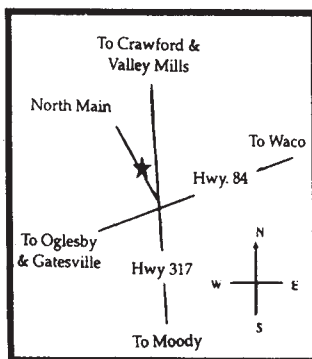 To Crawford &
Valley Mills
North Main
To Waco
Hwy. 84
To Oglesby
& Gatesville
Hwy 317
N
W E
S
To Moody